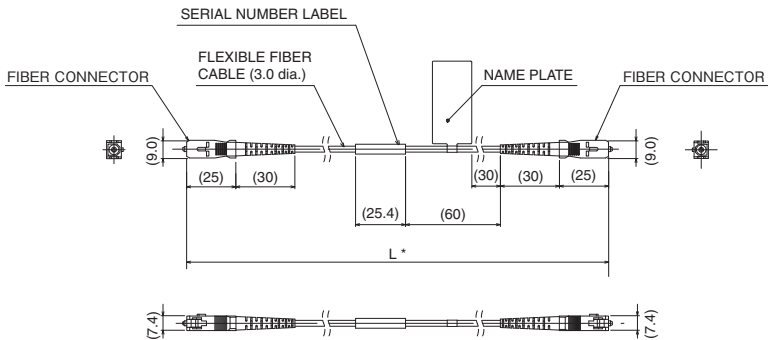 SERIAL NUMBER LABEL
FLEXIBLE FIBER
CABLE (3.0 dia.)
NAME PLATE
FIBER CONNECTOR
FIBER CONNECTOR
(9.0)
(9.0)
(25)
(30)
(30)
(30)
(25)
(25.4)
(60)
L *
(7.4)
(7.4)